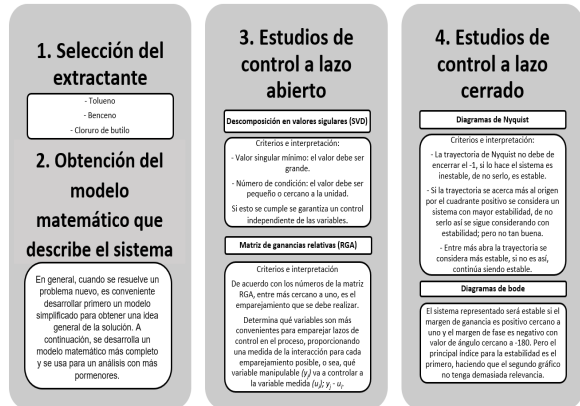 1. Selección del
extractante
- Tolueno
- Benceno
- Cloruro de butilo
2. Obtención del
modelo
matemático que
describe el sistema
En general, cuando se resuelve un
problema nuevo, es conveniente
desarrollar primero un modelo
simplificado para obtener una idea
general de la solución. A
continuación, se desarrolla un
modelo matemático más completo
y se usa para un análisis con más
pormenores.
3. Estudios de
control a lazo
abierto
Descomposición en valores sigulares (SVD)
Criterios e interpretación:
- Valor singular mínimo: el valor debe ser
grande.
- Número de condición: el valor debe ser
pequeño o cercano a la unidad.
Si esto se cumple se garantiza un control
independiente de las variables.
Matriz de ganancias relativas (RGA)
Criterios e interpretación
De acuerdo con los números de la matriz
RGA, entre más cercano a uno, es el
emparejamiento que se debe realizar.
Determina qué variables son más
convenientes para emparejar lazos de
control en el proceso, proporcionando
una medida de la interacción para cada
emparejamiento posible, o sea, qué
variable manipulable (yj) va a controlar a
la variable medida (ui); yj - ui.
4. Estudios de
control a lazo
cerrado
Diagramas de Nyquist
Criterios e interpretación:
- La trayectoria de Nyquist no debe de
encerrar el -1, si lo hace el sistema es
inestable, de no serlo, es estable.
- Si la trayectoria se acerca más al origen
por el cuadrante positivo se considera un
sistema con mayor estabilidad, de no
serlo así se sigue considerando con
estabilidad; pero no tan buena.
- Entre más abra la trayectoria se
considera más estable, si no es así,
continúa siendo estable.
Diagramas de bode
El sistema representado será estable si el
margen de ganancia es positivo cercano a
uno y el margen de fase es negativo con
valor de ángulo cercano a -180. Pero el
principal índice para la estabilidad es el
primero, haciendo que el segundo gráfico
no tenga demasiada relevancia.